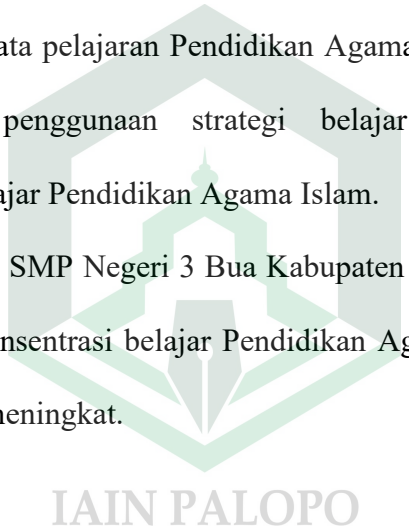 ata pelajaran Pendidikan Agama
penggunaan strategi belajar
ajar Pendidikan Agama Islam.
SMP Negeri 3 Bua Kabupaten
nsentrasi belajar Pendidikan Ag
meningkat.
IAIN PALOPO